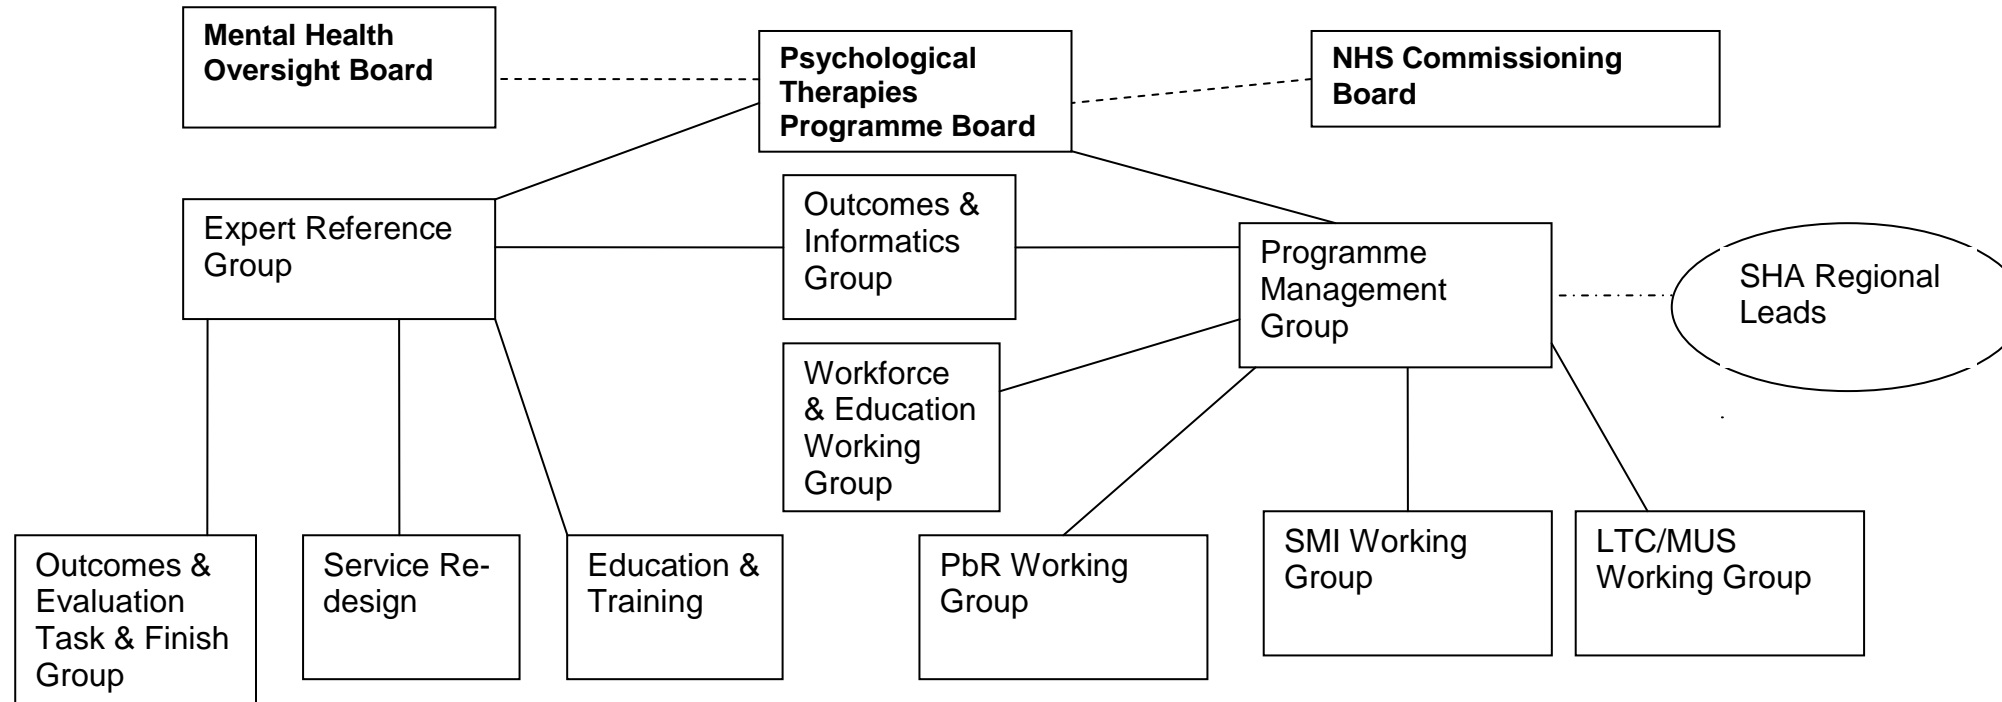 Mental Health
Oversight Board
Psychological
Therapies
Programme Board
NHS Commissioning
Board
Expert Reference
Group
Outcomes &
Informatics
Group
Programme
Management
Group
SHA Regional
Leads
Workforce
& Education
Working
Group
Outcomes &
Evaluation
Task & Finish
Group
Service Re-
design
Education &
Training
PbR Working
Group
SMI Working
Group
LTC/MUS
Working Group